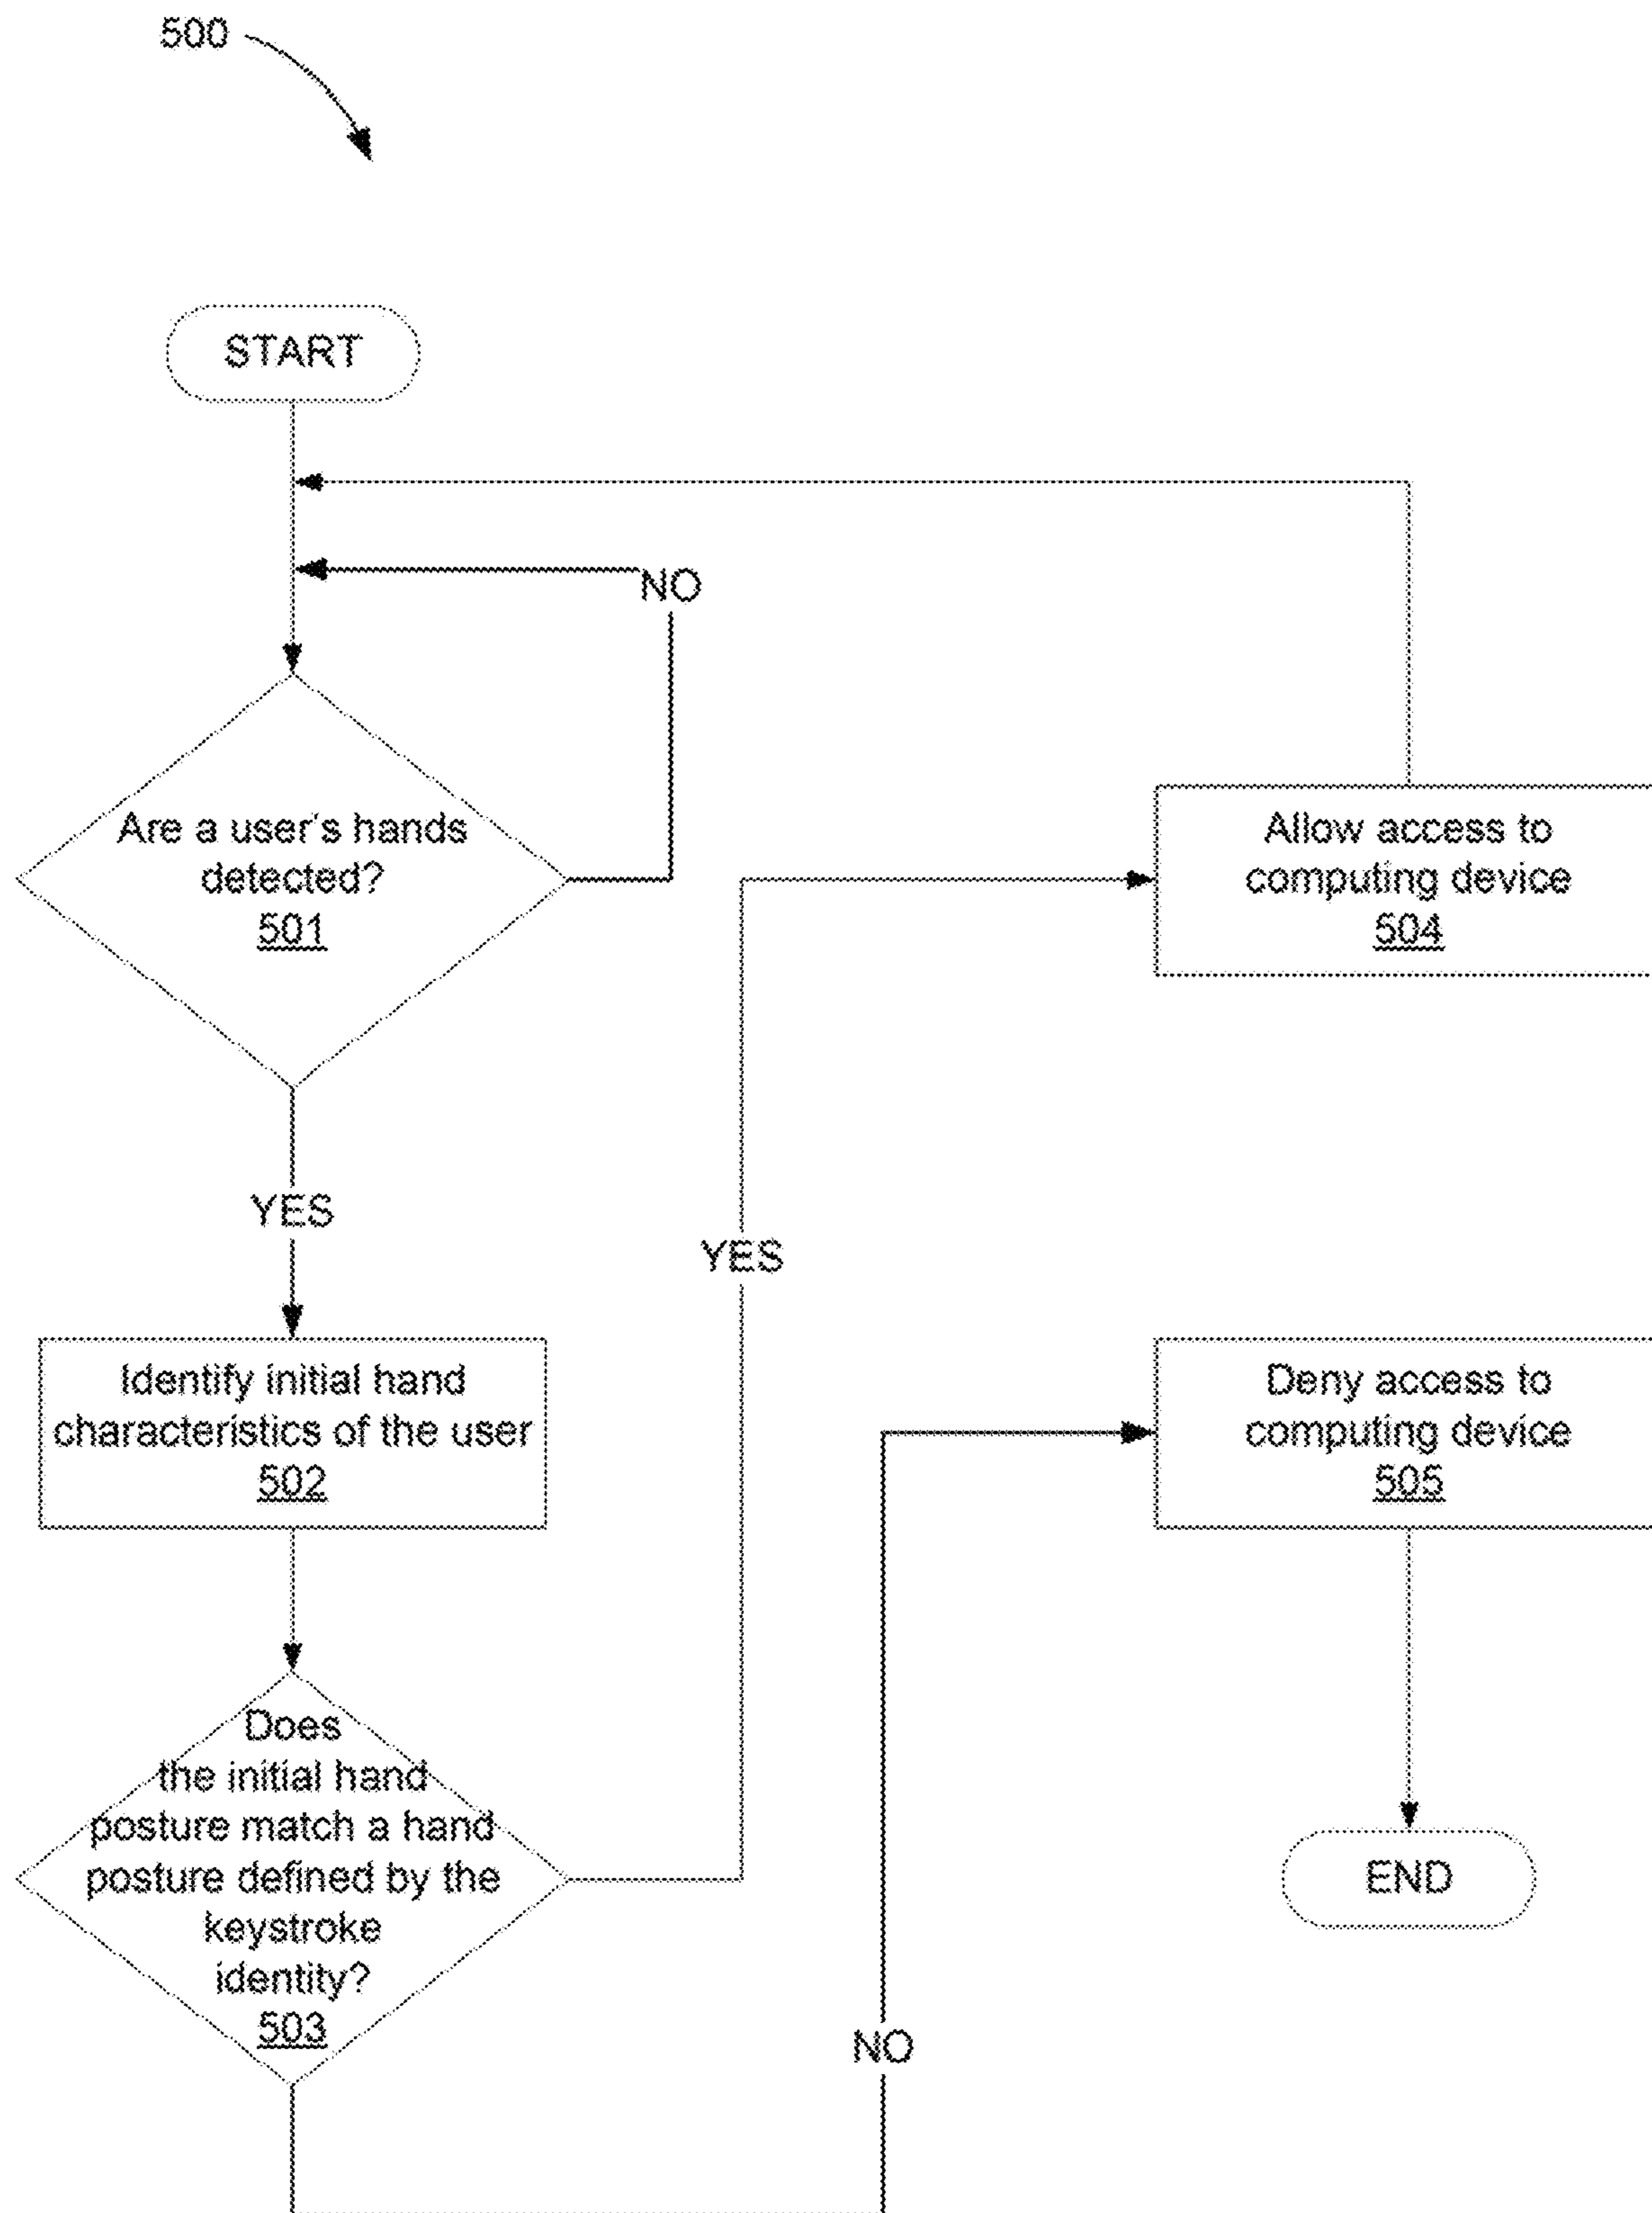 500
START
NO
Are a user's hands
detected?
501
Allow access to
computing device
504
YES
YES
Identify initial hand
characteristics of the user
502
Deny access to
computing device
505
Does
the initial hand
posture match a hand
posture defined by the
keystroke
identity?
503
END
NO